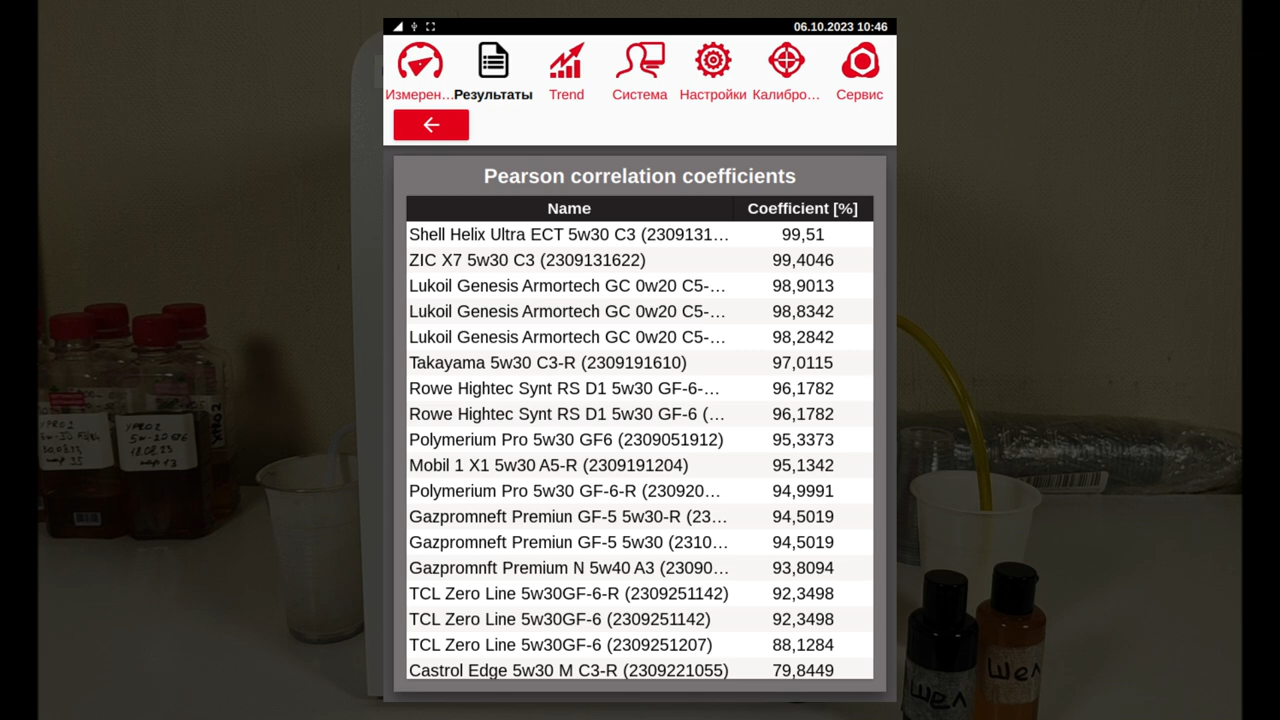 06.10.2023 10:46
Измерен… Результаты Trend Система Настройки Калибро… Сервис
Pearson correlation coefficients
Name Coefficient [%]
Shell Helix Ultra ECT 5w30 C3 (2309131… 99,51
ZIC X7 5w30 C3 (2309131622) 99,4046
Lukoil Genesis Armortech GC 0w20 C5-… 98,9013
Lukoil Genesis Armortech GC 0w20 C5-… 98,8342
Lukoil Genesis Armortech GC 0w20 C5-… 98,2842
Takayama 5w30 C3-R (2309191610) 97,0115
Rowe Hightec Synt RS D1 5w30 GF-6-… 96,1782
Rowe Hightec Synt RS D1 5w30 GF-6 (… 96,1782
Polymerium Pro 5w30 GF6 (2309051912) 95,3373
Mobil 1 X1 5w30 A5-R (2309191204) 95,1342
Polymerium Pro 5w30 GF-6-R (230920… 94,9991
Gazpromneft Premiun GF-5 5w30-R (23… 94,5019
Gazpromneft Premiun GF-5 5w30 (2310… 94,5019
Gazpromnft Premium N 5w40 A3 (23090… 93,8094
TCL Zero Line 5w30GF-6-R (2309251142) 92,3498
TCL Zero Line 5w30GF-6 (2309251142) 92,3498
TCL Zero Line 5w30GF-6 (2309251207) 88,1284
Castrol Edge 5w30 M C3-R (2309221055) 79,8449
XPRO2
XPRO2
5w-20
Шел
Шел